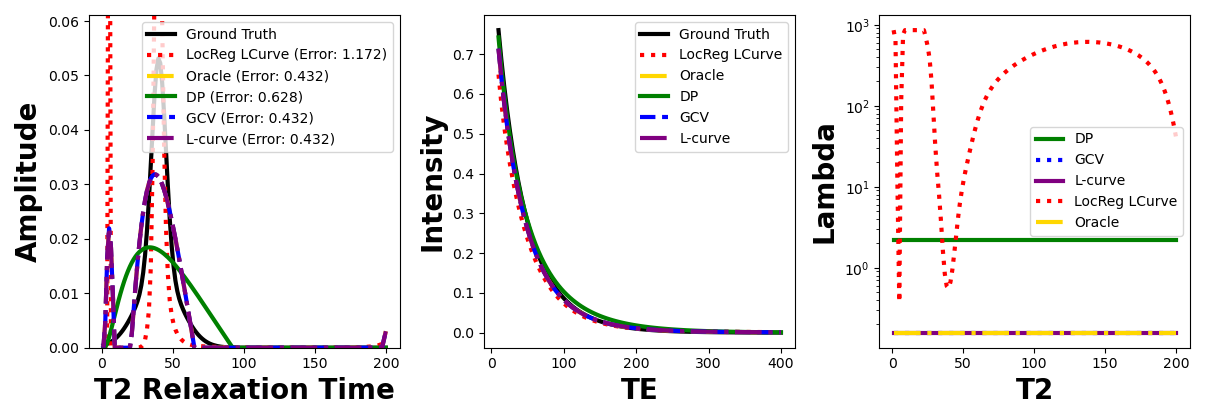 0.06
0.05
0.04
0.03
0.02
0.01
0.00
0
50
100
150
200
Amplitude
T2 Relaxation Time
Ground Truth
LocReg LCurve (Error: 1.172)
Oracle (Error: 0.432)
DP (Error: 0.628)
GCV (Error: 0.432)
L-curve (Error: 0.432)
0.7
0.6
0.5
0.4
0.3
0.2
0.1
0.0
0
100
200
300
400
Intensity
TE
Ground Truth
LocReg LCurve
Oracle
DP
GCV
L-curve
10³
10²
10¹
10⁰
0
50
100
150
200
Lambda
T2
DP
GCV
L-curve
LocReg LCurve
Oracle